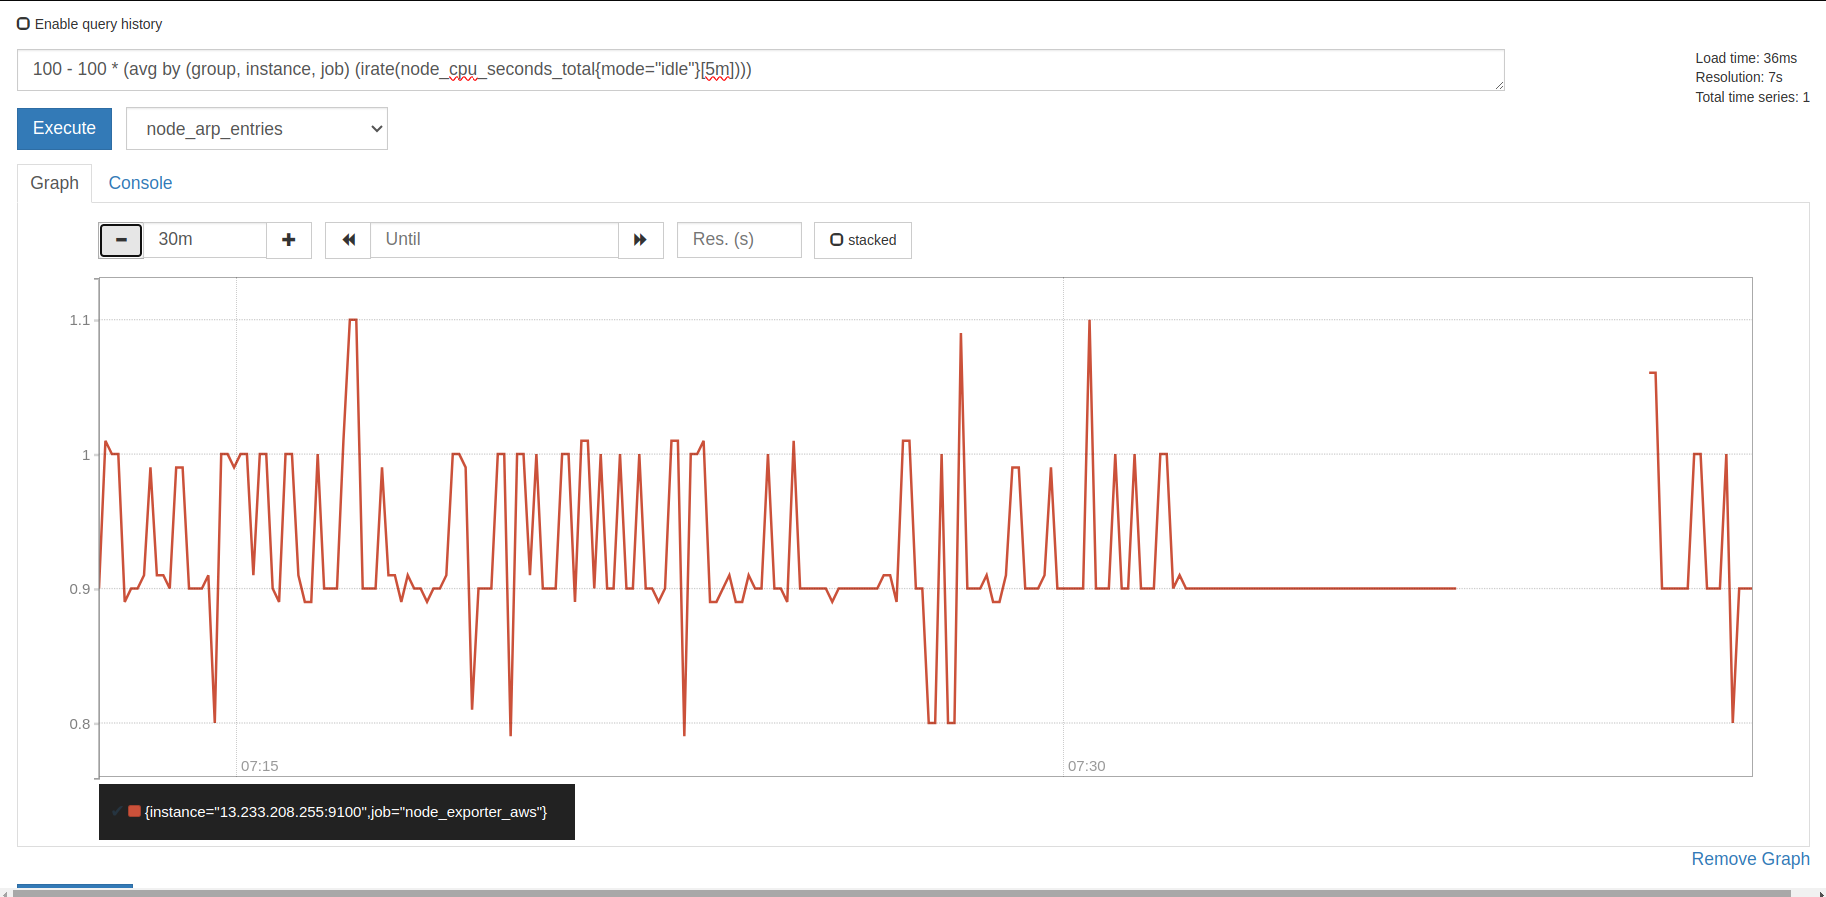 Enable query history
100 - 100 * (avg by (group, instance, job) (irate(node_cpu_seconds_total{mode="idle"}[5m])))
Load time: 36ms
Resolution: 7s
Total time series: 1
Execute
node_arp_entries
Graph
Console
30m
Until
Res. (s)
stacked
1.1
1
0.9
0.8
07:15
07:30
{instance="13.233.208.255:9100",job="node_exporter_aws"}
Remove Graph